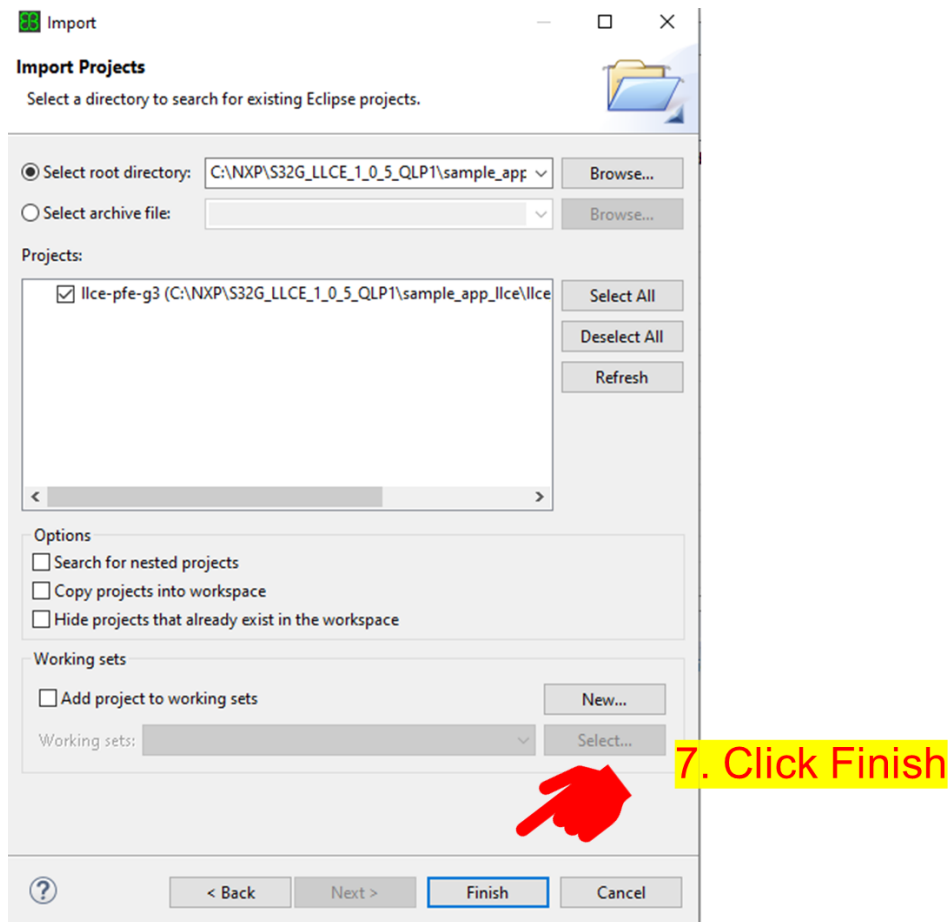 Import
Import Projects
Select a directory to search for existing Eclipse projects.
Select root directory: C:\NXP\S32G_LLCE_1_0_5_QLP1\sample_app Browse...
Select archive file: Browse...
Projects:
llce-pfe-g3 (C:\NXP\S32G_LLCE_1_0_5_QLP1\sample_app_llce\llce
Select All
Deselect All
Refresh
Options
Search for nested projects
Copy projects into workspace
Hide projects that already exist in the workspace
Working sets
Add project to working sets New...
Working sets: Select...
7. Click Finish
? < Back Next > Finish Cancel